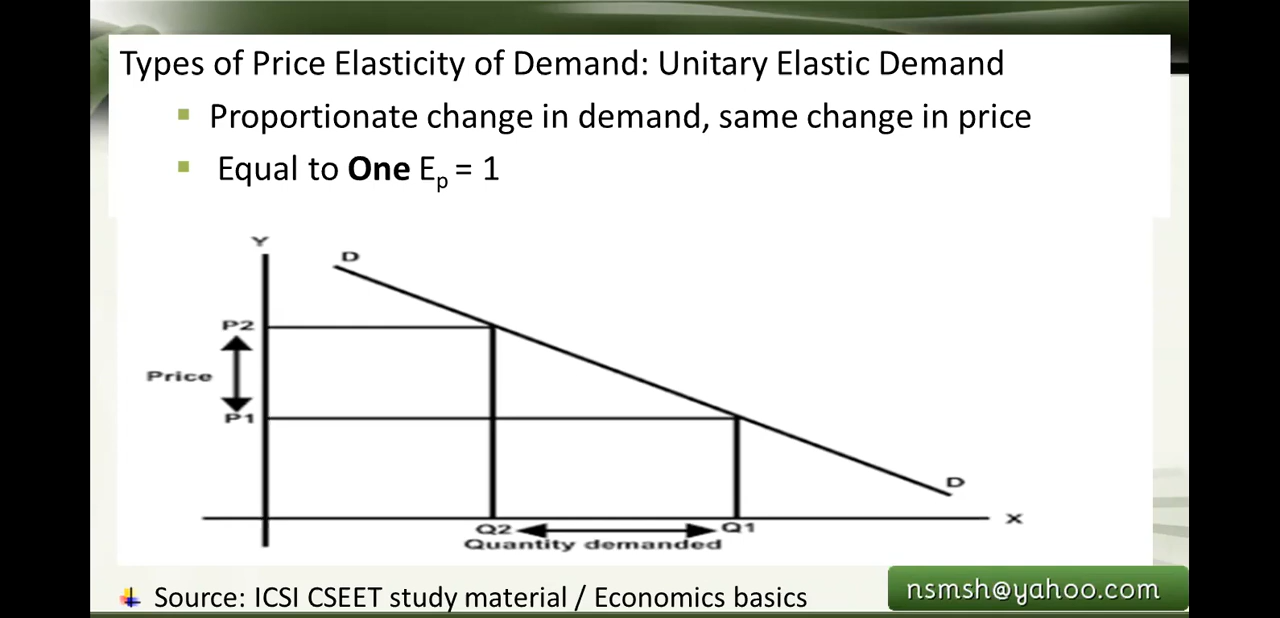 Types of Price Elasticity of Demand: Unitary Elastic Demand
Proportionate change in demand, same change in price
Equal to One Ep = 1
Y
D
P2
Price
P1
D
X
Q2
Q1
Quantity demanded
Source: ICSI CSEET study material / Economics basics
nsmsh@yahoo.com